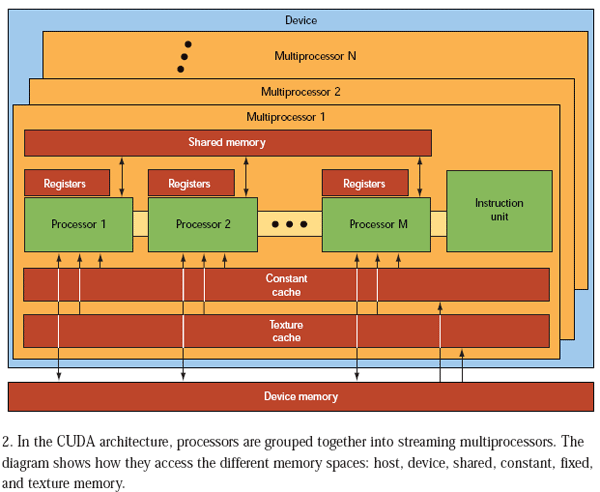 Device
Multiprocessor N
Multiprocessor 2
Multiprocessor 1
Shared memory
Registers
Registers
Registers
Processor 1
Processor 2
Processor M
Instruction
unit
Constant
cache
Texture
cache
Device memory
2. In the CUDA architecture, processors are grouped together into streaming multiprocessors. The
diagram shows how they access the different memory spaces: host, device, shared, constant, fixed,
and texture memory.